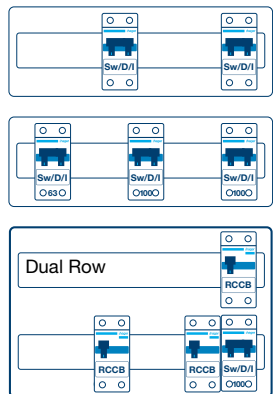 Sw/D/I Sw/D/I
Sw/D/I Sw/D/I Sw/D/I
63 100 100
Dual Row
RCCB
RCCB RCCB Sw/D/I
100